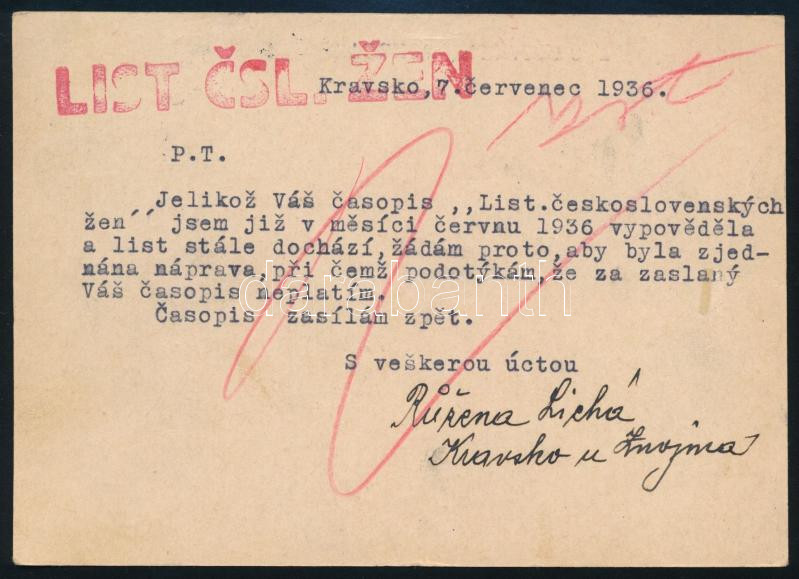 LIST ČSL. ŽEN
Kravsko,7.červenec 1936.
P.T.
Jelikož Váš časopis ,,List.československých
žen´´ jsem již v měsíci červnu 1936 vypověděla
a list stále dochází,žádám proto,aby byla zjed-
nána náprava,při čemž podotýkám,že za zaslaný
Váš časopis neplatím.
Časopis zasílám zpět.
darabanth
S veškerou úctou
Růžena Lichá
Kravsko u Znojma